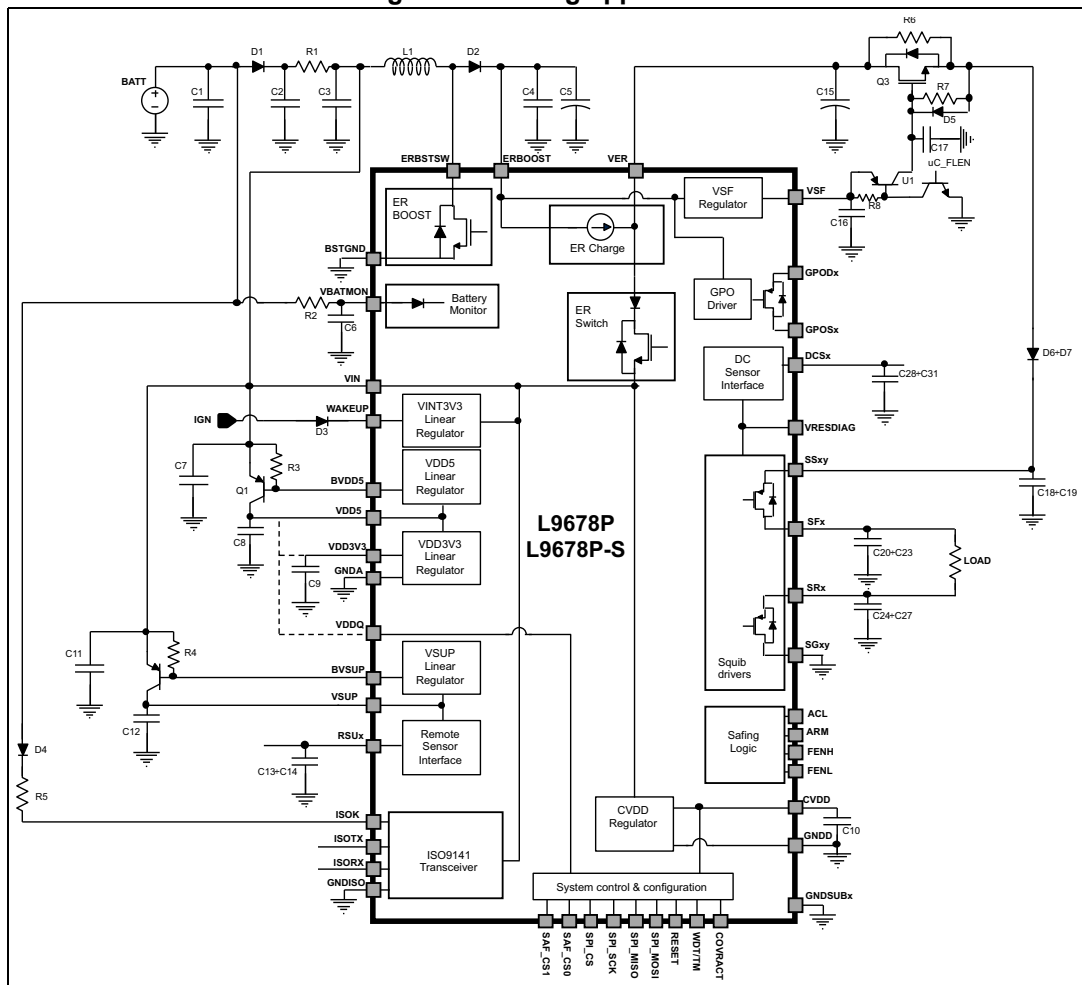 R6
D1
R1
L1
D2
BATT
C1
C2
C3
C4
C5
C15
Q3
R7
D5
C17
uC_FLEN
ERBSTSW
ERBOOST
VER
VSF
U1
R8
C16
ER
BOOST
VSF
Regulator
ER Charge
BSTGND
GPODx
VBATMON
R2
C6
Battery
Monitor
ER
Switch
GPO
Driver
GPOSx
DCSx
D6÷D7
DC
Sensor
Interface
C28÷C31
VIN
IGN
WAKEUP
D3
VINT3V3
Linear
Regulator
VRESDIAG
C7
R3
Q1
BVDD5
VDD5
Linear
Regulator
SSxy
C18÷C19
VDD5
C8
L9678P
L9678P-S
SFx
VDD3V3
VDD3V3
Linear
Regulator
C9
GNDA
C20÷C23
LOAD
SRx
C24÷C27
VDDQ
C11
R4
BVSUP
VSUP
Linear
Regulator
SGxy
Squib
drivers
VSUP
C12
RSUx
Remote
Sensor
Interface
C13÷C14
Safing
Logic
ACL
ARM
FENH
FENL
D4
R5
CVDD
Regulator
CVDD
C10
GNDD
ISOK
ISOTX
ISORX
GNDISO
ISO9141
Transceiver
System control & configuration
GNDSUBx
SAF_CS1
SAF_CS0
SPI_CS
SPI_SCK
SPI_MISO
SPI_MOSI
RESET
WDT/TM
COVRACT